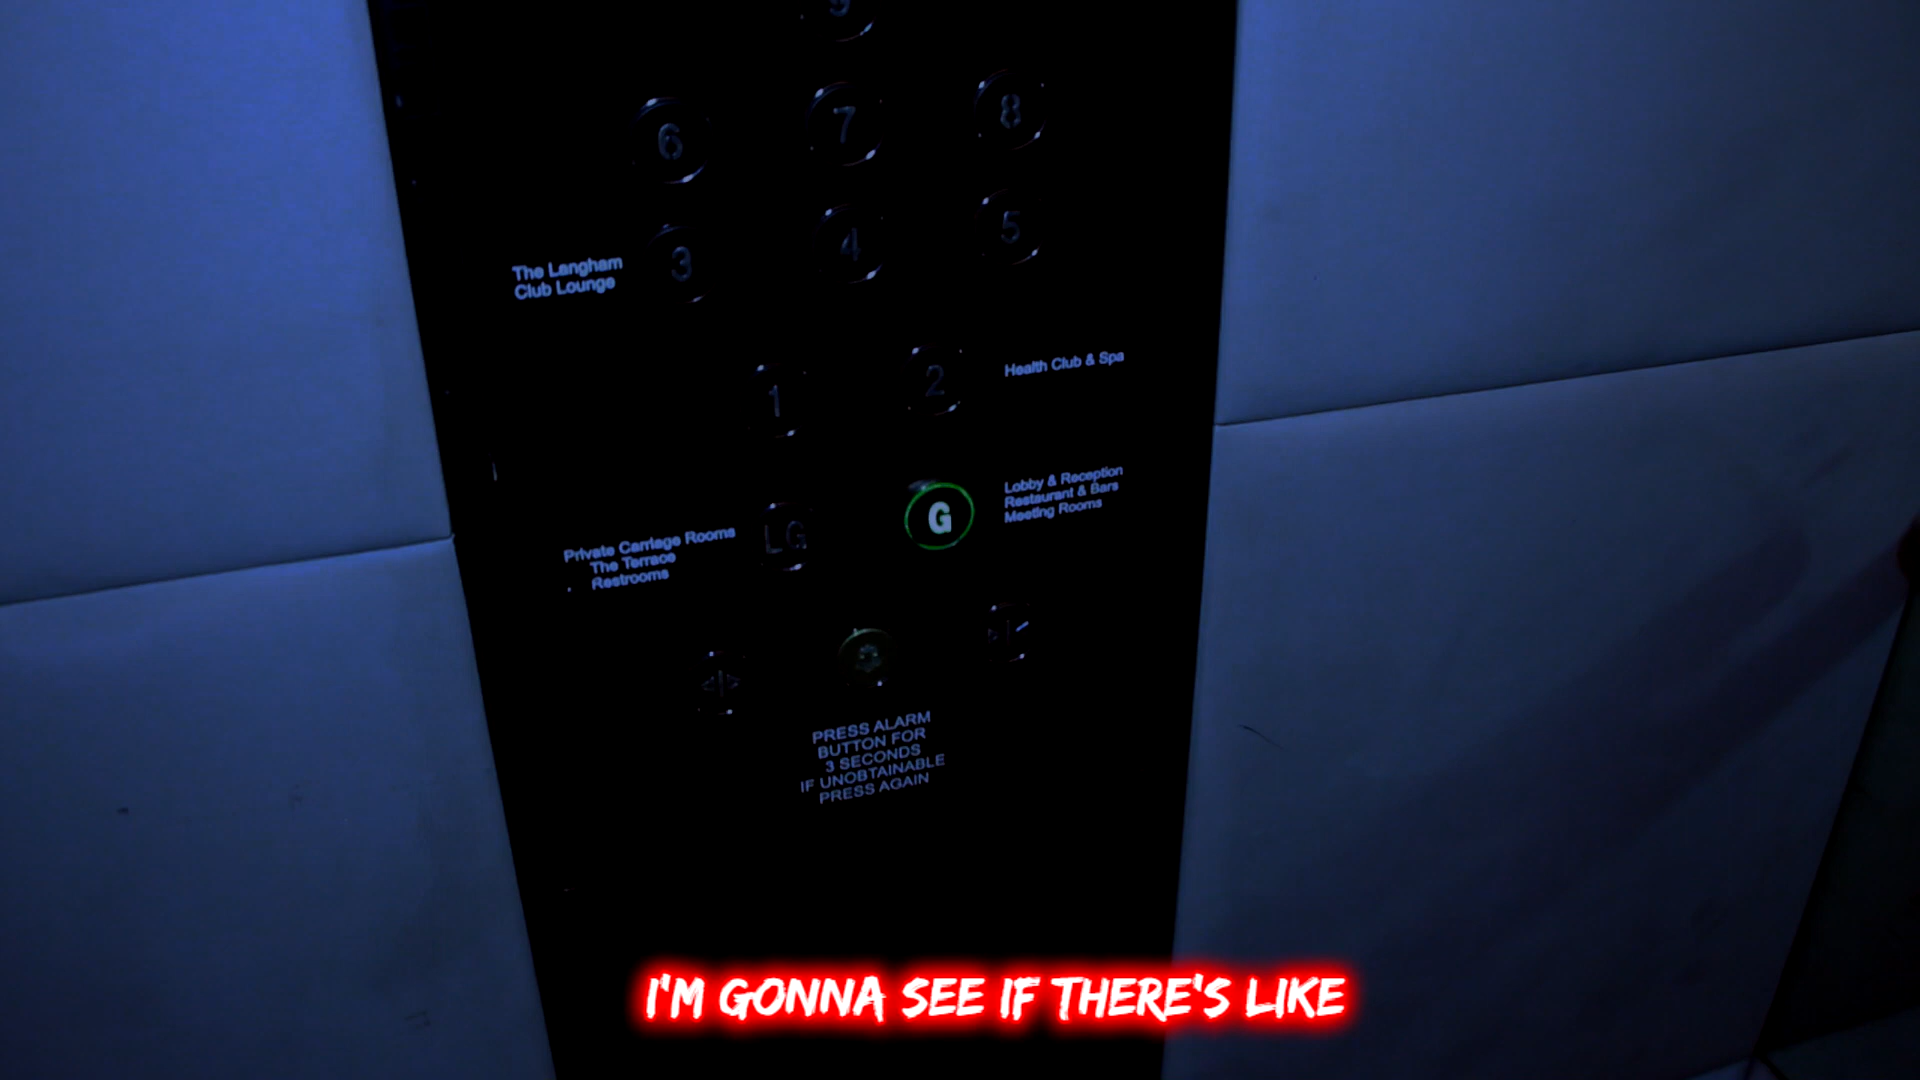 9
6 7 8
3 4 5
The Langham
Club Lounge
1 2
Health Club & Spa
LG G
Lobby & Reception
Restaurant & Bars
Meeting Rooms
Private Carriage Rooms
The Terrace
Restrooms
PRESS ALARM
BUTTON FOR
3 SECONDS
IF UNOBTAINABLE
PRESS AGAIN
I'M GONNA SEE IF THERE'S LIKE